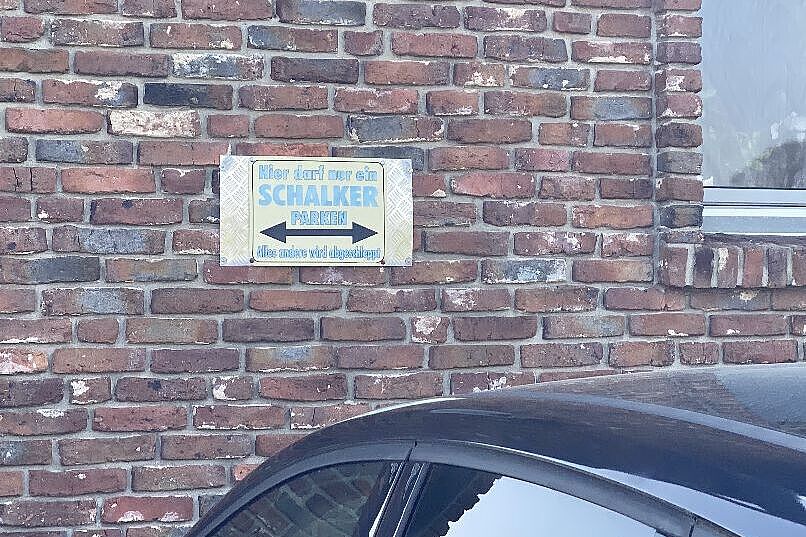 Hier darf nur ein
SCHALKER
PARKEN
Alles andere wird abgeschleppt